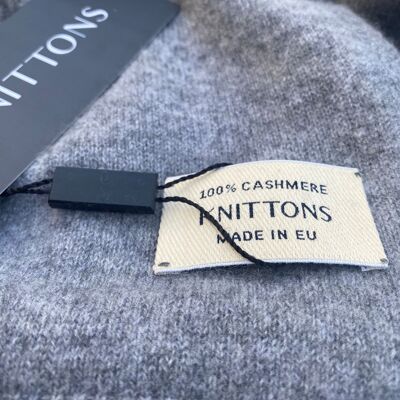 KNITTONS
100% CASHMERE
KNITTONS
MADE IN EU